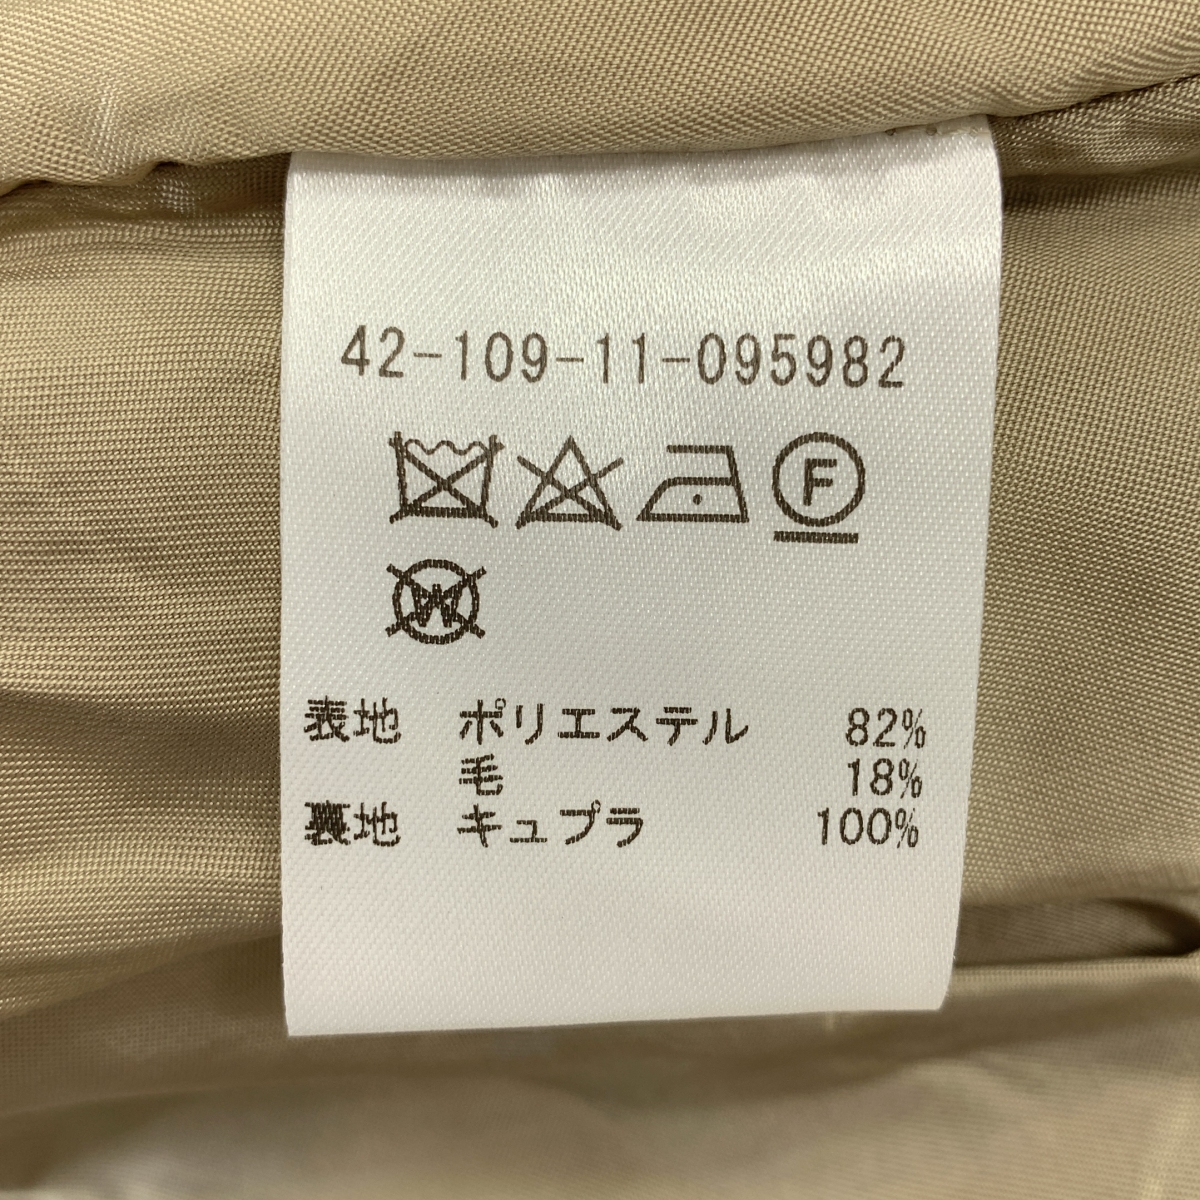 42-109-11-095982
F
W
表地 ポリエステル 82%
毛 18%
裏地 キュプラ 100%